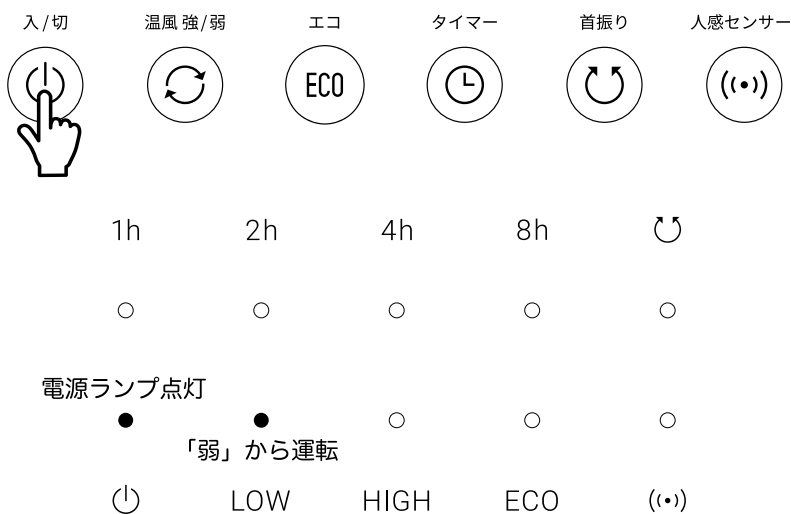 入/切 温風 強/弱 エコ タイマー 首振り 人感センサー
ECO
1h 2h 4h 8h
電源ランプ点灯
「弱」から運転
LOW HIGH ECO